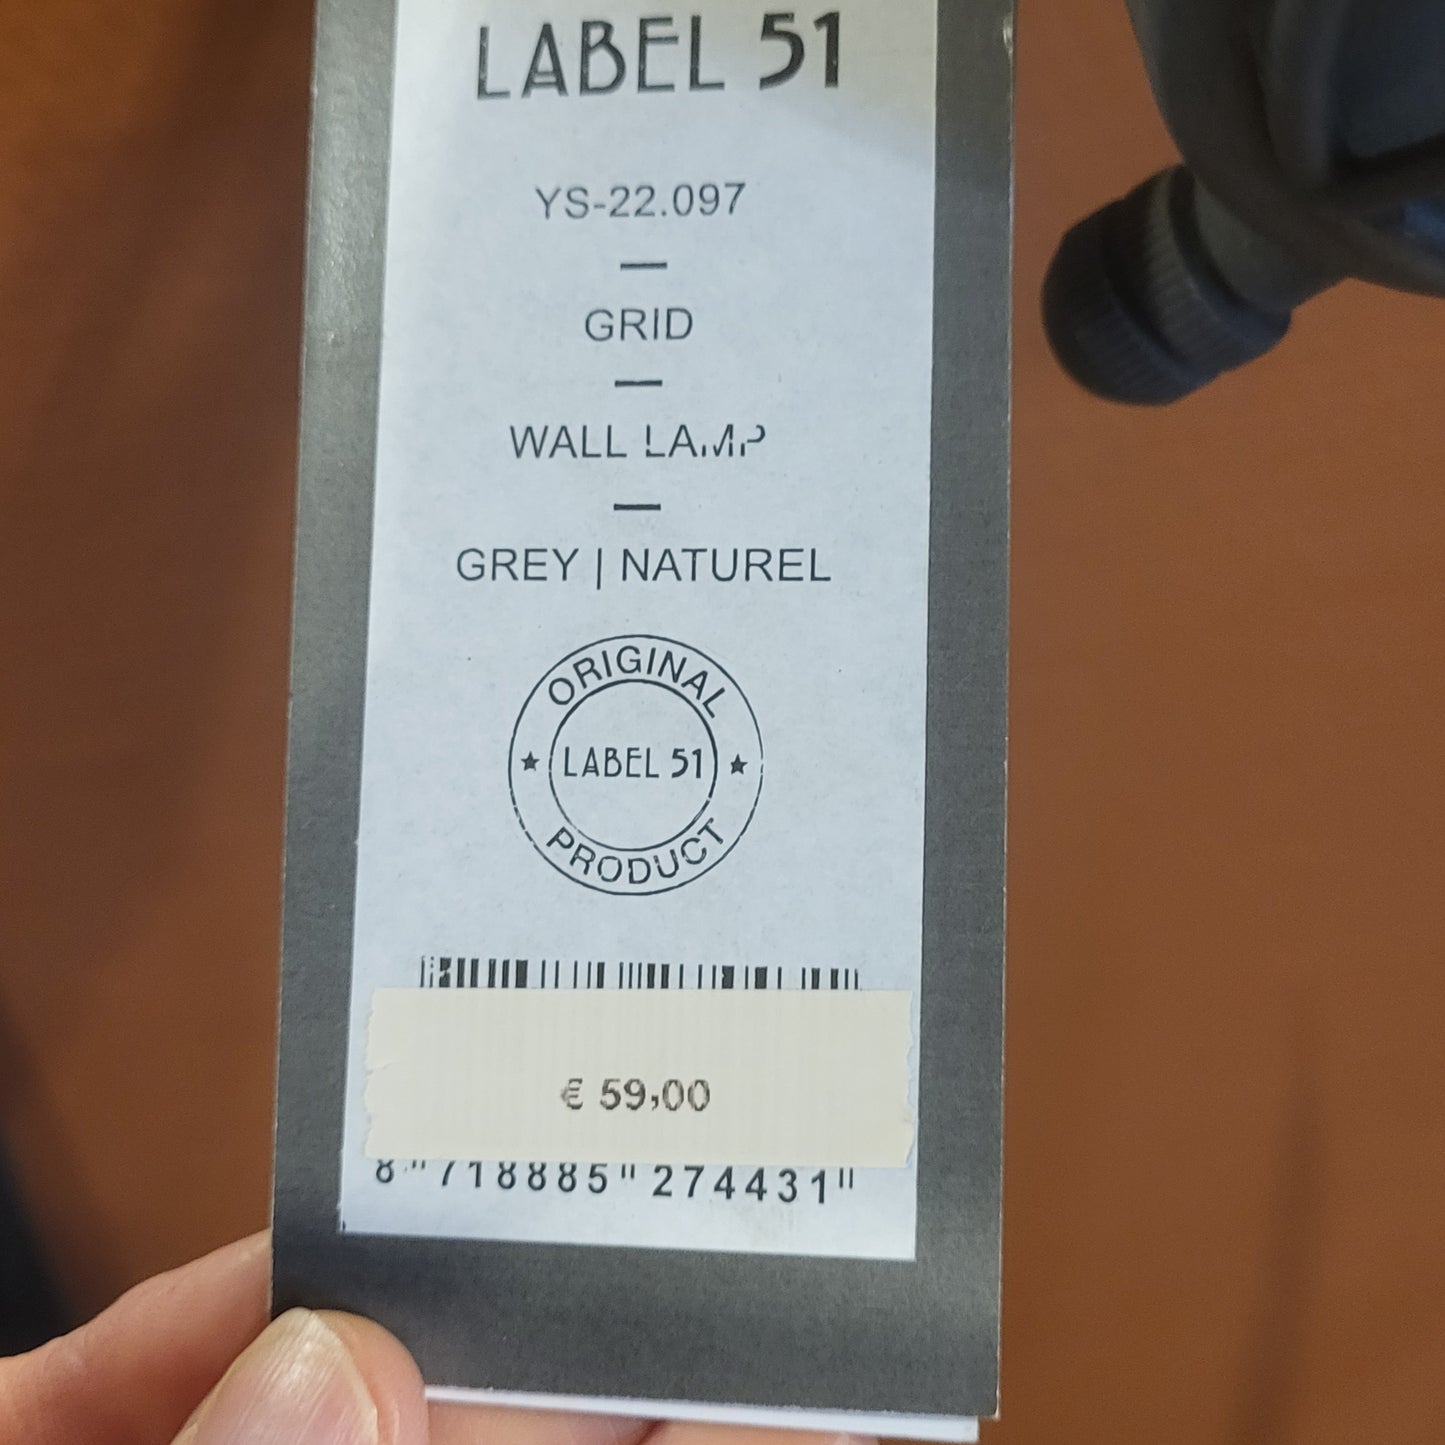 LABEL 51
YS-22.097
GRID
WALL LAMP
GREY | NATUREL
ORIGINAL
★ LABEL 51 ★
PRODUCT
€ 59,00
8 "718885" 274431"